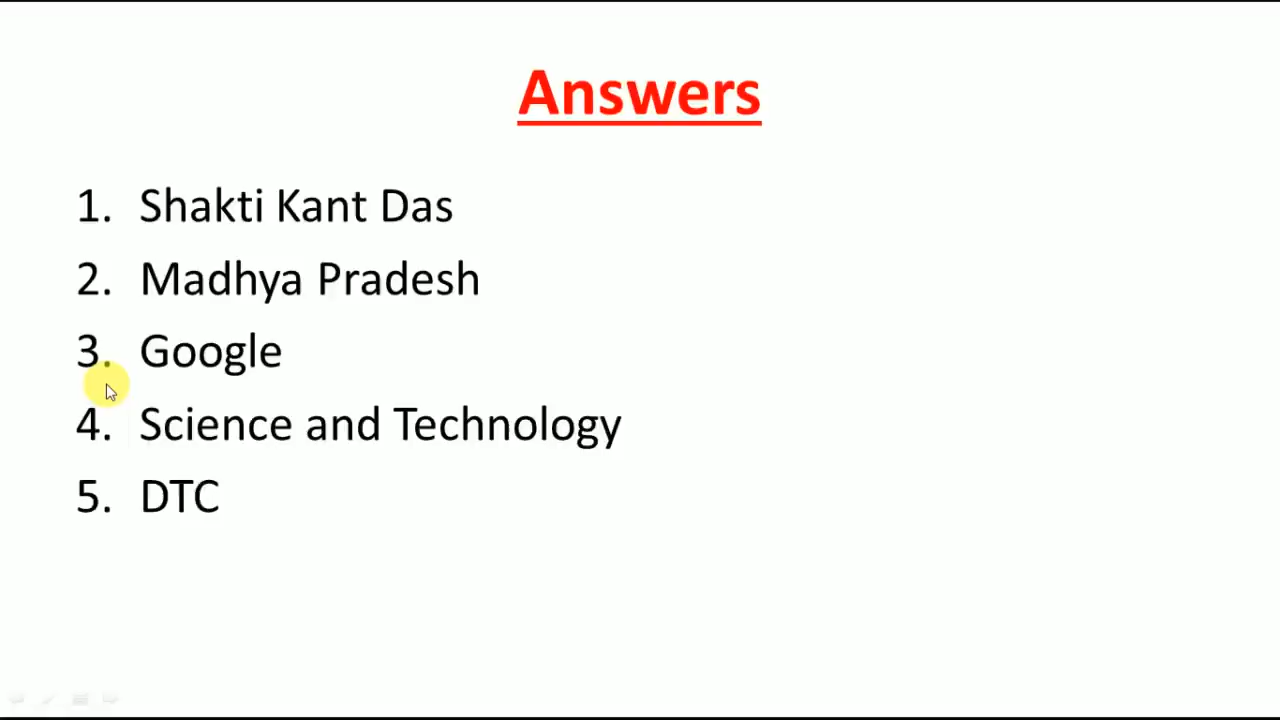 Answers
1. Shakti Kant Das
2. Madhya Pradesh
3. Google
4. Science and Technology
5. DTC